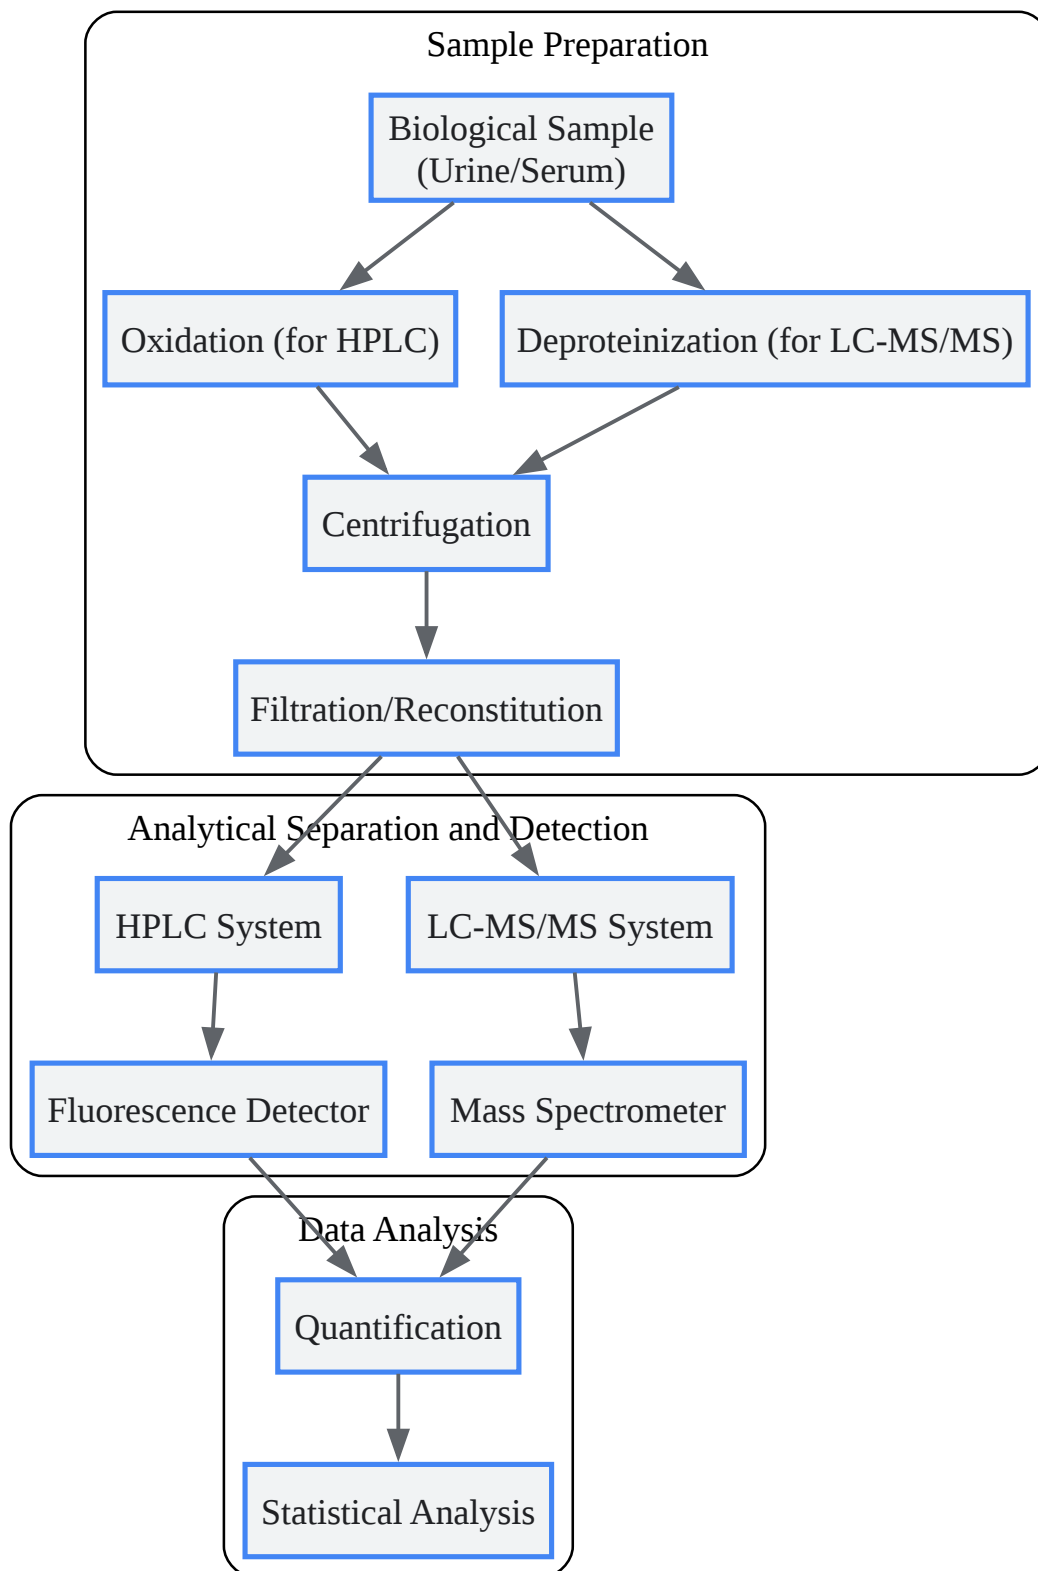 Sample Preparation
Biological Sample
(Urine/Serum)
Oxidation (for HPLC)
Deproteinization (for LC-MS/MS)
Centrifugation
Filtration/Reconstitution
Analytical Separation and Detection
HPLC System
LC-MS/MS System
Fluorescence Detector
Mass Spectrometer
Data Analysis
Quantification
Statistical Analysis